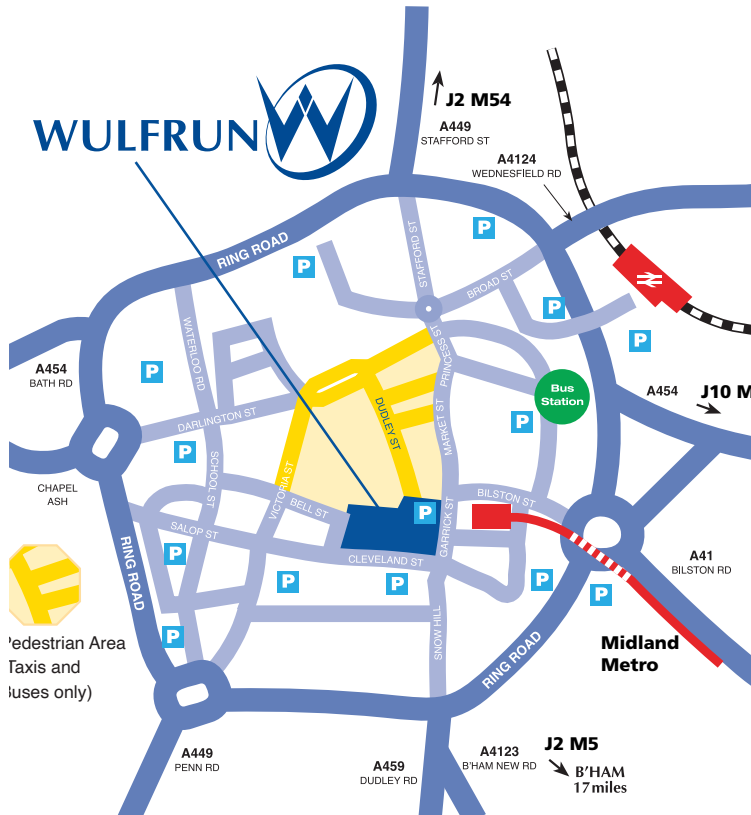 J2 M54
A449
STAFFORD ST
WULFRUN
W
A4124
WEDNESFIELD RD
P
RING ROAD
P
STAFFORD ST
BROAD ST
P
WATERLOO RD
PRINCESS ST
P
A454
BATH RD
P
Bus
Station
A454
J10 M
DARLINGTON ST
DUDLEY ST
MARKET ST
P
P
CHAPEL
ASH
SCHOOL ST
VICTORIA ST
BELL ST
P
GARRICK ST
BILSTON ST
SALOP ST
P
CLEVELAND ST
A41
BILSTON RD
RING ROAD
P
P
P
P
P
Pedestrian Area
Taxis and
Buses only)
SNOW HILL
RING ROAD
Midland
Metro
A449
PENN RD
A459
DUDLEY RD
A4123
B'HAM NEW RD
J2 M5
B'HAM
17miles